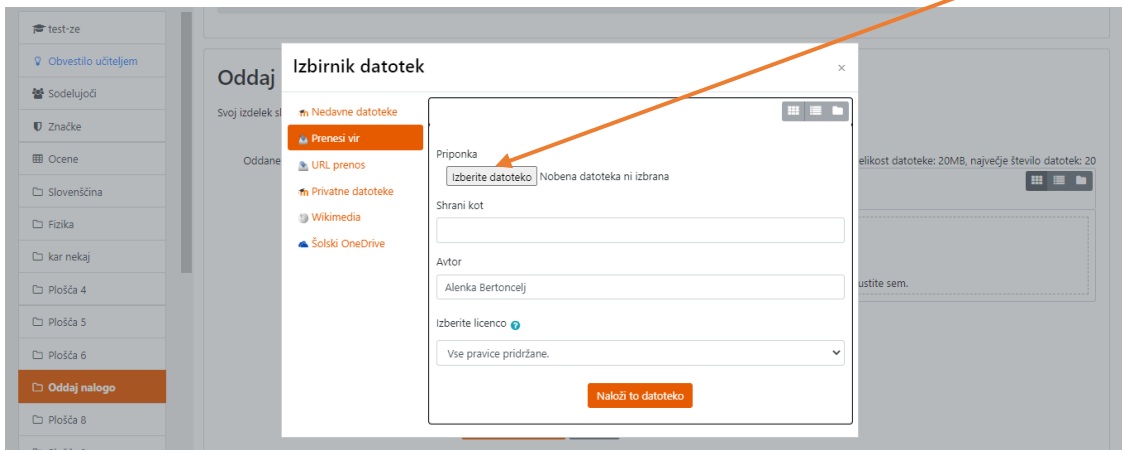 test-ze
Obvestilo učiteljem
Sodelujoči
Značke
Ocene
Slovenščina
Fizika
kar nekaj
Plošča 4
Plošča 5
Plošča 6
Oddaj nalogo
Plošča 8
Oddaj
Svoj izdelek sl
Oddane
elikost datoteke: 20MB, največje število datotek: 20
ustite sem.
Izbirnik datotek
×
Nedavne datoteke
Prenesi vir
URL prenos
Privatne datoteke
Wikimedia
Šolski OneDrive
Priponka
Izberite datoteko Nobena datoteka ni izbrana
Shrani kot
Avtor
Alenka Bertoncelj
Izberite licenco ?
Vse pravice pridržane.
Naloži to datoteko